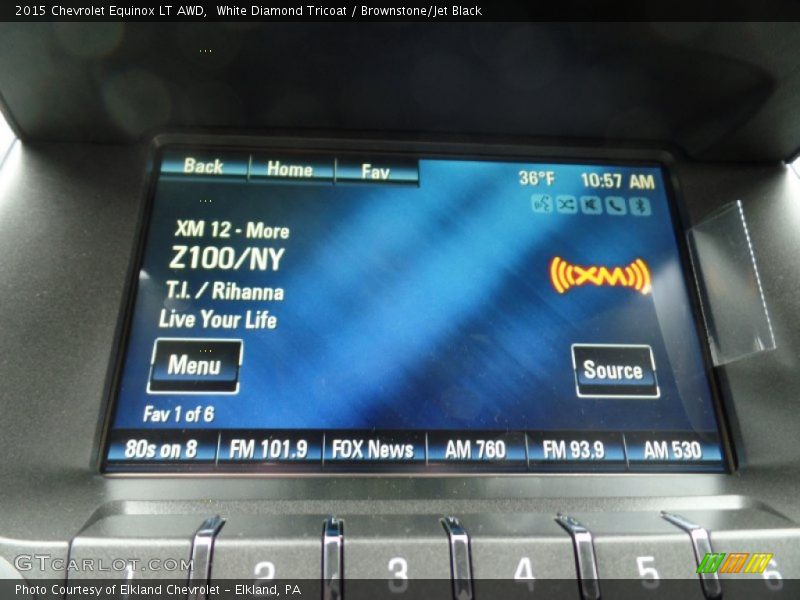 2015 Chevrolet Equinox LT AWD, White Diamond Tricoat / Brownstone/Jet Black
Back Home Fav 36°F 10:57 AM
XM 12 - More
Z100/NY
T.I. / Rihanna
Live Your Life
XM
Menu Source
Fav 1 of 6
80s on 8 FM 101.9 FOX News AM 760 FM 93.9 AM 530
1 2 3 4 5 6
GTCarLot.com
Photo Courtesy of Elkland Chevrolet - Elkland, PA